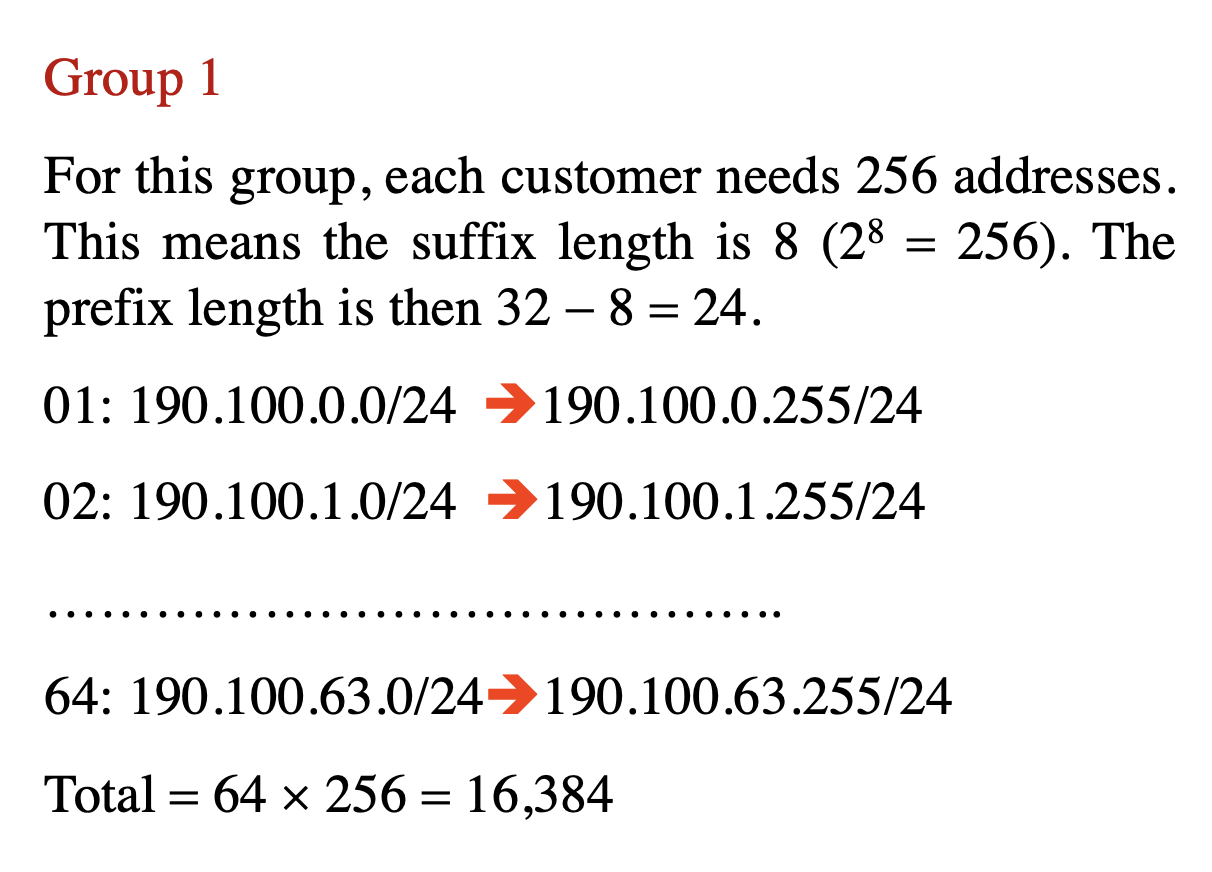 Group 1
For this group, each customer needs 256 addresses.
This means the suffix length is 8 (2⁸ = 256). The
prefix length is then 32 – 8 = 24.
01: 190.100.0.0/24 ➔190.100.0.255/24
02: 190.100.1.0/24 ➔190.100.1.255/24
…………………………………..
64: 190.100.63.0/24➔190.100.63.255/24
Total = 64 × 256 = 16,384